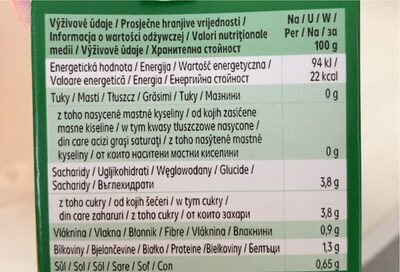 Výživové údaje / Prosječne hranjive vrijednosti /
Informacja o wartości odżywczej / Valori nutriționale
medii / Výživové údaje / Хранителна стойност
Na / U / W /
Per / Na / за
100 g
Energetická hodnota / Energija / Wartość energetyczna /
Valoare energetică / Energia / Енергийна стойност
94 kJ /
22 kcal
Tuky / Masti / Tłuszcz / Grăsimi / Tuky / Мазнини
0 g
z toho nasycené mastné kyseliny / od kojih zasićene
masne kiseline / w tym kwasy tłuszczowe nasycone /
din care acizi grași saturați / z toho nasýtené mastné
kyseliny / от които наситени мастни киселини
0 g
Sacharidy / Ugljikohidrati / Węglowodany / Glucide /
Sacharidy / Въглехидрати
3,8 g
z toho cukry / od kojih šećeri / w tym cukry /
din care zaharuri / z toho cukry / от които захари
3,8 g
Vláknina / Vlakna / Błonnik / Fibre / Vláknina / Влакнини
0,9 g
Bílkoviny / Bjelančevine / Białko / Proteine / Bielkoviny / Белтъци
1,3 g
Sůl / Sol / Sól / Sare / Soľ / Сол
0,65 g